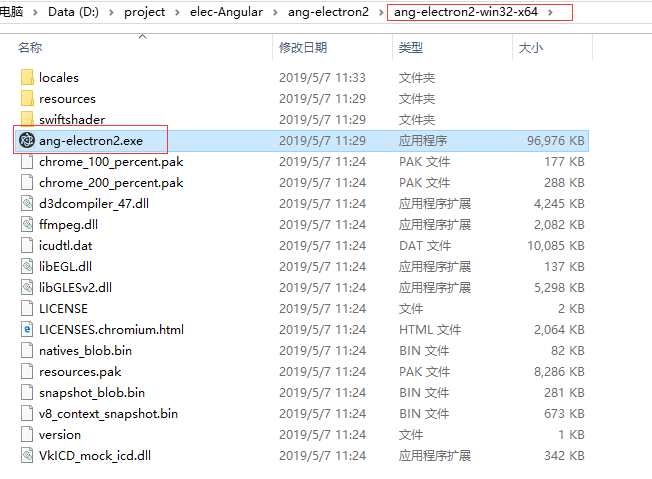 电脑 › Data (D:) › project › elec-Angular › ang-electron2 › ang-electron2-win32-x64 ›
名称 修改日期 类型 大小
locales 2019/5/7 11:33 文件夹
resources 2019/5/7 11:29 文件夹
swiftshader 2019/5/7 11:29 文件夹
ang-electron2.exe 2019/5/7 11:29 应用程序 96,976 KB
chrome_100_percent.pak 2019/5/7 11:24 PAK 文件 177 KB
chrome_200_percent.pak 2019/5/7 11:24 PAK 文件 288 KB
d3dcompiler_47.dll 2019/5/7 11:24 应用程序扩展 4,245 KB
ffmpeg.dll 2019/5/7 11:24 应用程序扩展 2,082 KB
icudtl.dat 2019/5/7 11:24 DAT 文件 10,085 KB
libEGL.dll 2019/5/7 11:24 应用程序扩展 137 KB
libGLESv2.dll 2019/5/7 11:24 应用程序扩展 5,298 KB
LICENSE 2019/5/7 11:24 文件 2 KB
LICENSES.chromium.html 2019/5/7 11:24 HTML 文件 2,064 KB
natives_blob.bin 2019/5/7 11:24 BIN 文件 82 KB
resources.pak 2019/5/7 11:24 PAK 文件 8,286 KB
snapshot_blob.bin 2019/5/7 11:24 BIN 文件 281 KB
v8_context_snapshot.bin 2019/5/7 11:24 BIN 文件 673 KB
version 2019/5/7 11:24 文件 1 KB
VkICD_mock_icd.dll 2019/5/7 11:24 应用程序扩展 342 KB